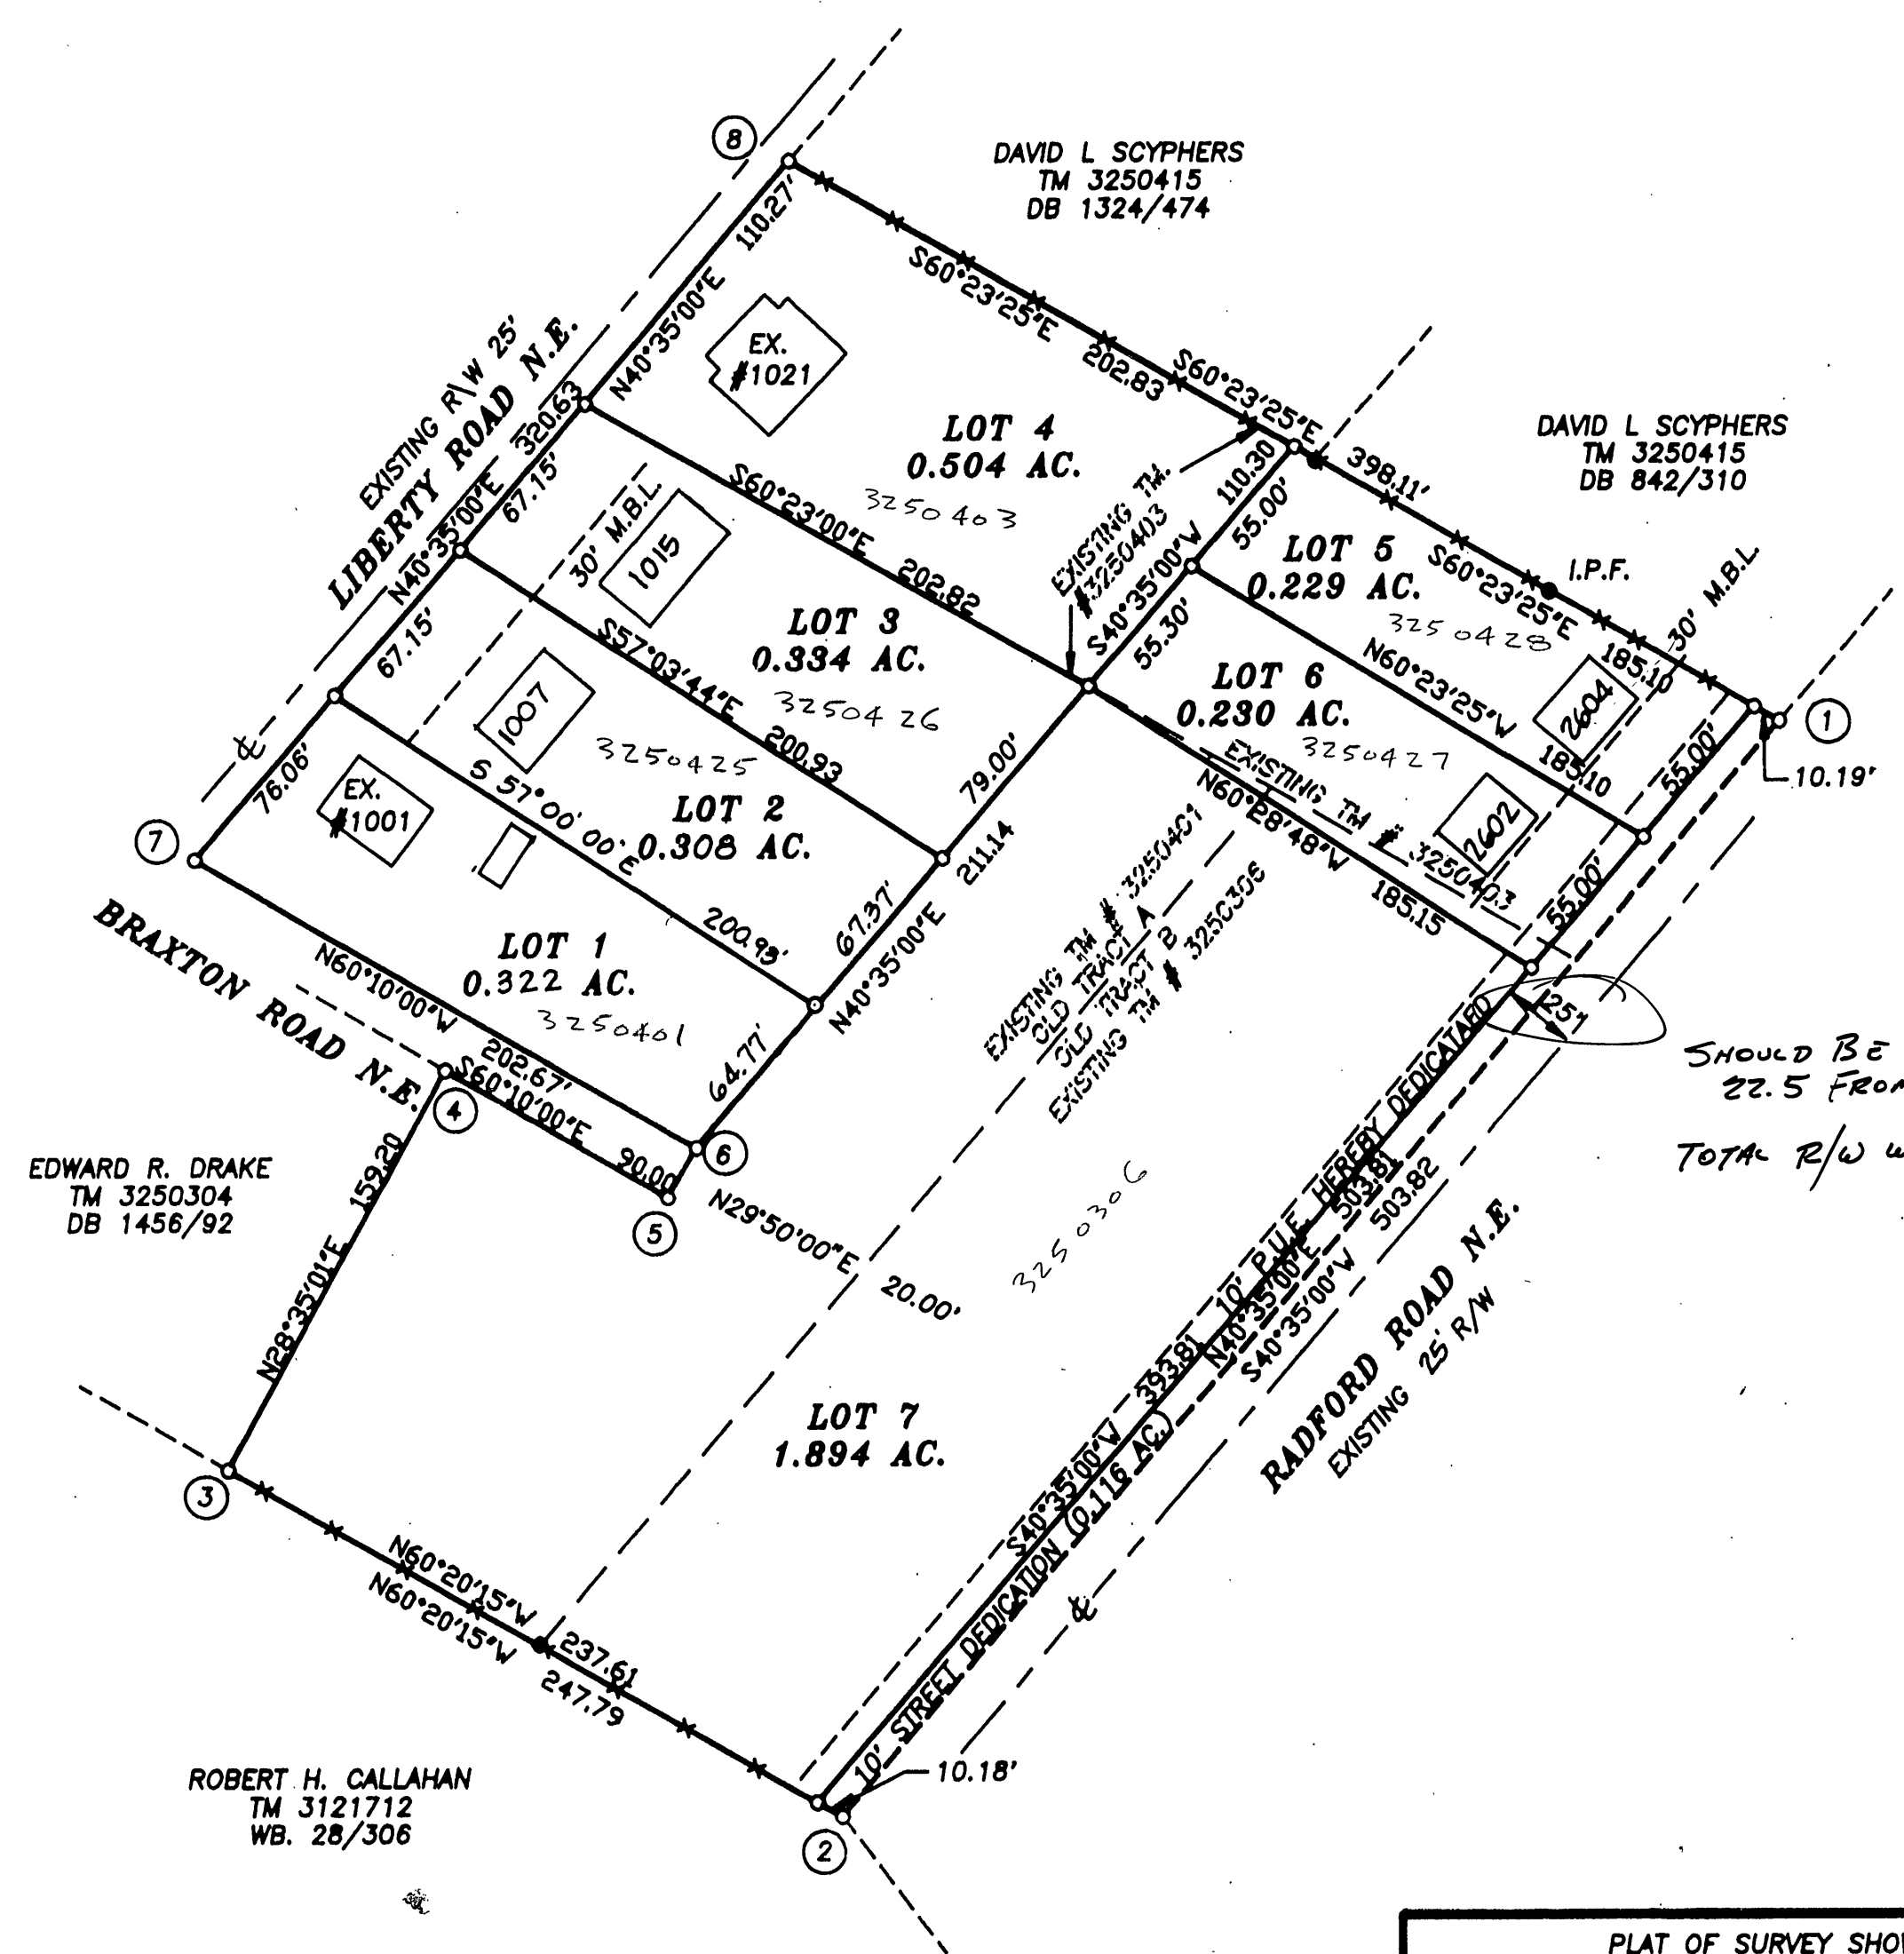 8
DAVID L SCYPHERS
TM 3250415
DB 1324/474
110.27'
N40°35'00"E
S60°23'25"E
202.83
S60°23'25"E
398.11'
EX.
#1021
LOT 4
0.504 AC.
3250403
EXISTING R\W 25'
LIBERTY ROAD N.E.
N40°35'00"E 320.63
67.15'
67.15'
76.06'
DAVID L SCYPHERS
TM 3250415
DB 842/310
EXISTING TM.
#3250403
S40°35'00"W 110.30
55.00'
55.30'
LOT 5
0.229 AC.
3250428
S60°23'25"E
185.10
I.P.F.
30' M.B.L
2604
1
10.19'
55.00'
30' M.B.L.
1015
S60°23'00"E
202.82
LOT 3
0.334 AC.
3250426
S57°03'44"E
200.93
LOT 6
0.230 AC.
3250427
N60°23'25"W
185.10
2602
55.00'
EXISTING TM # 3250403
N60°28'48"W
185.15
1007
3250425
LOT 2
0.308 AC.
S 57°00'00" E
200.93'
79.00'
211.14
67.37'
N40°35'00"E
64.77'
7
EX.
#1001
LOT 1
0.322 AC.
3250401
N60°10'00"W
202.67'
BRAXTON ROAD N.E.
S60°10'00"E
90.00
4
6
5
N29°50'00"E 20.00'
EXISTING TM # 3250401
OLD TRACT A
OLD TRACT B
EXISTING TM # 3250306
3250306
25'
SHOULD BE
22.5 FROM
TOTAL R/W
EDWARD R. DRAKE
TM 3250304
DB 1456/92
159.20
N28°35'01"E
3
LOT 7
1.894 AC.
10' P.U.E. HEREBY DEDICATED
N40°35'00"E 503.81
S40°35'00"W 503.82
S40°35'00"W 393.81
10' STREET DEDICATION (0.116 AC.)
RADFORD ROAD N.E.
EXISTING 25' R/W
N60°20'15"W
237.61
N60°20'15"W
247.79
10.18'
2
ROBERT H. CALLAHAN
TM 3121712
WB. 28/306
PLAT OF SURVEY